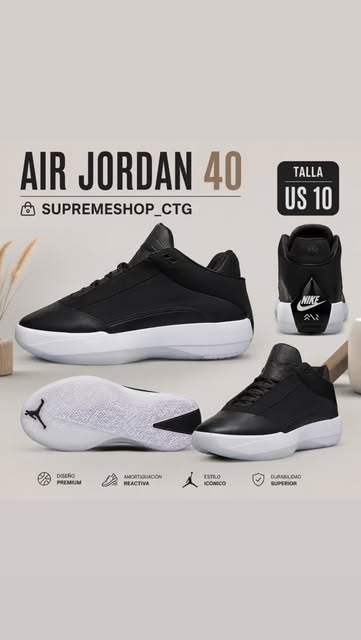 AIR JORDAN 40
SUPREMESHOP_CTG
TALLA
US 10
NIKE
DISEÑO
PREMIUM
AMORTIGUACIÓN
REACTIVA
ESTILO
ICÓNICO
DURABILIDAD
SUPERIOR